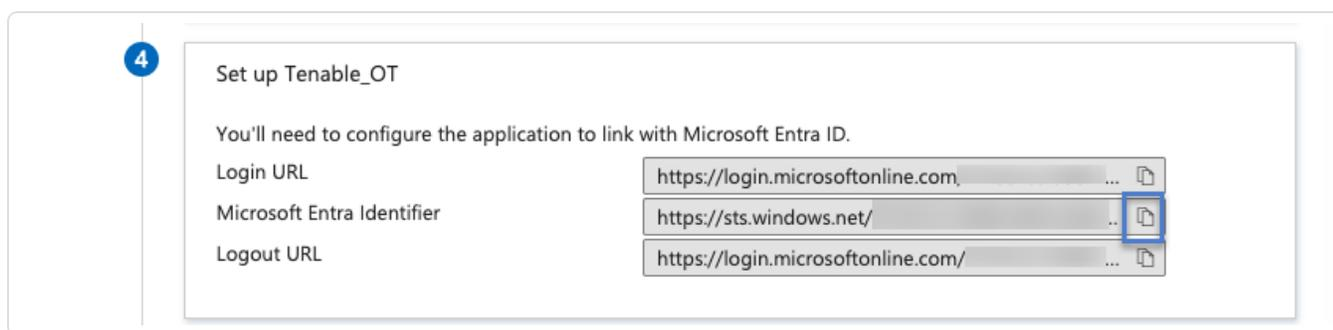 4
Set up Tenable_OT
You'll need to configure the application to link with Microsoft Entra ID.
Login URL
https://login.microsoftonline.com, ...
Microsoft Entra Identifier
https://sts.windows.net/ ..
Logout URL
https://login.microsoftonline.com/ ...